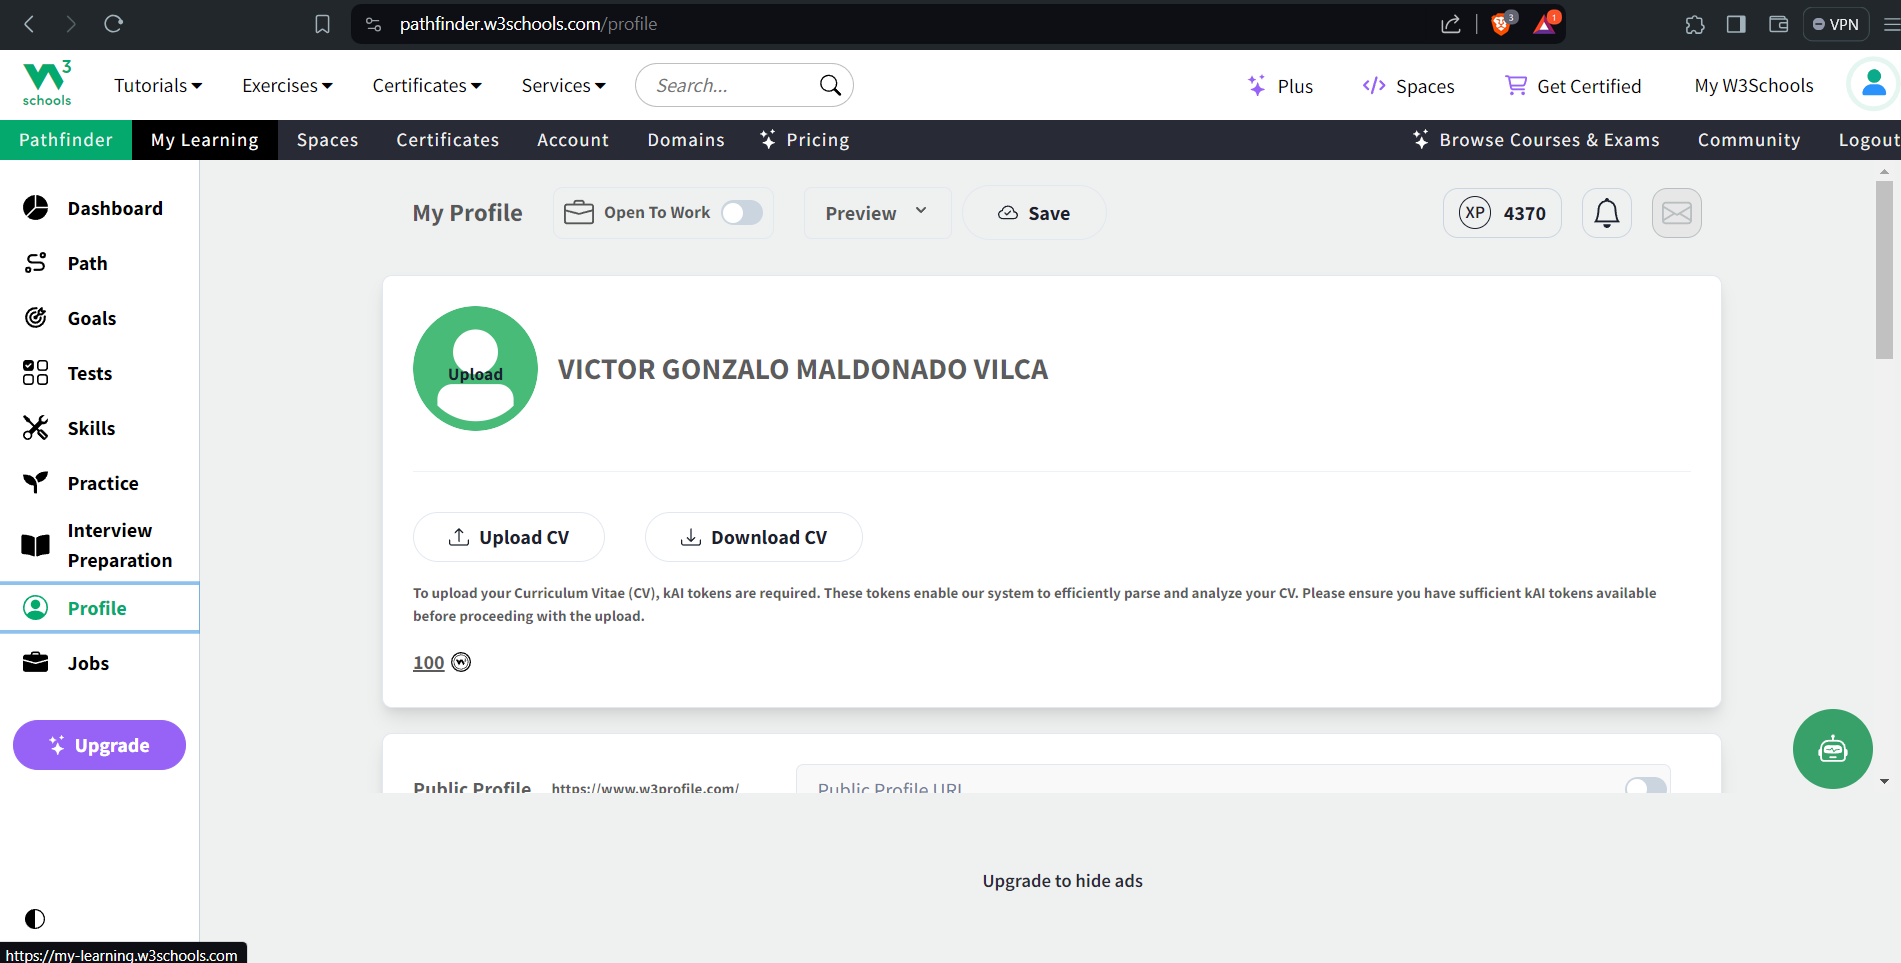 pathfinder.w3schools.com/profile
3
1
VPN
3
schools
Tutorials
Exercises
Certificates
Services
Search...
Plus
Spaces
Get Certified
My W3Schools
Pathfinder
My Learning
Spaces
Certificates
Account
Domains
Pricing
Browse Courses & Exams
Community
Logout
Dashboard
Path
Goals
Tests
Skills
Practice
Interview
Preparation
Profile
Jobs
Upgrade
My Profile
Open To Work
Preview
Save
XP
4370
Upload
VICTOR GONZALO MALDONADO VILCA
Upload CV
Download CV
To upload your Curriculum Vitae (CV), kAI tokens are required. These tokens enable our system to efficiently parse and analyze your CV. Please ensure you have sufficient kAI tokens available
before proceeding with the upload.
100
Public Profile
https://www.w3profile.com/
Public Profile URL
Upgrade to hide ads
https://my-learning.w3schools.com